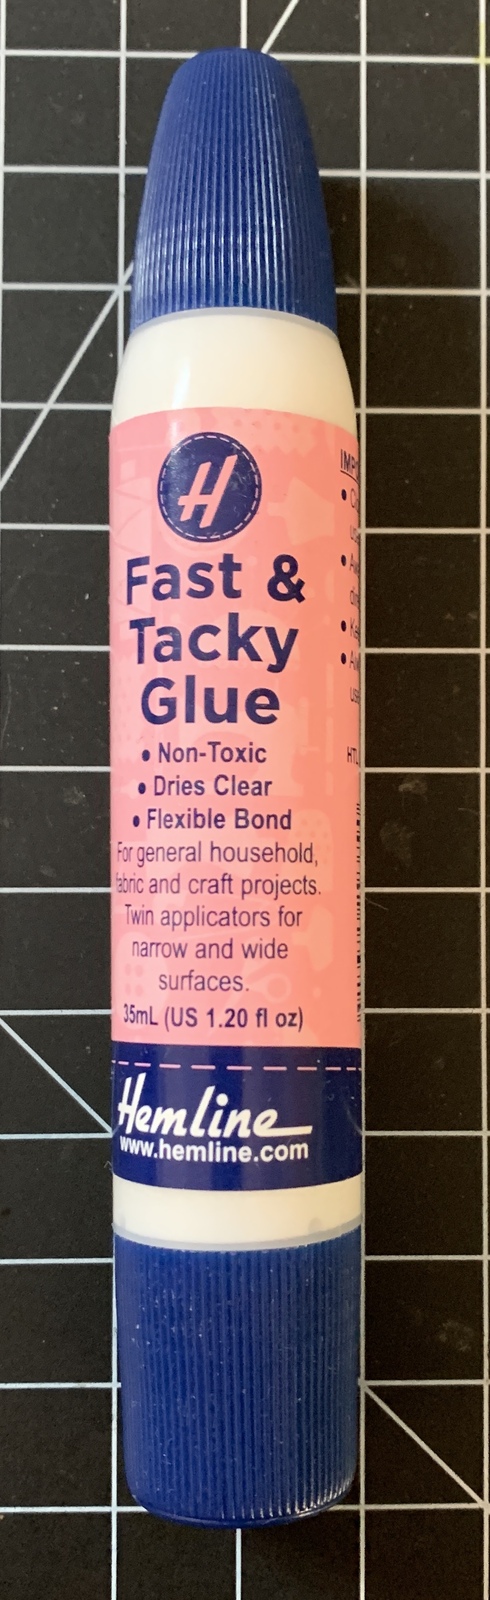 H
Fast &
Tacky
Glue
• Non-Toxic
• Dries Clear
• Flexible Bond
For general household,
fabric and craft projects.
Twin applicators for
narrow and wide
surfaces.
35mL (US 1.20 fl oz)
Hemline
www.hemline.com